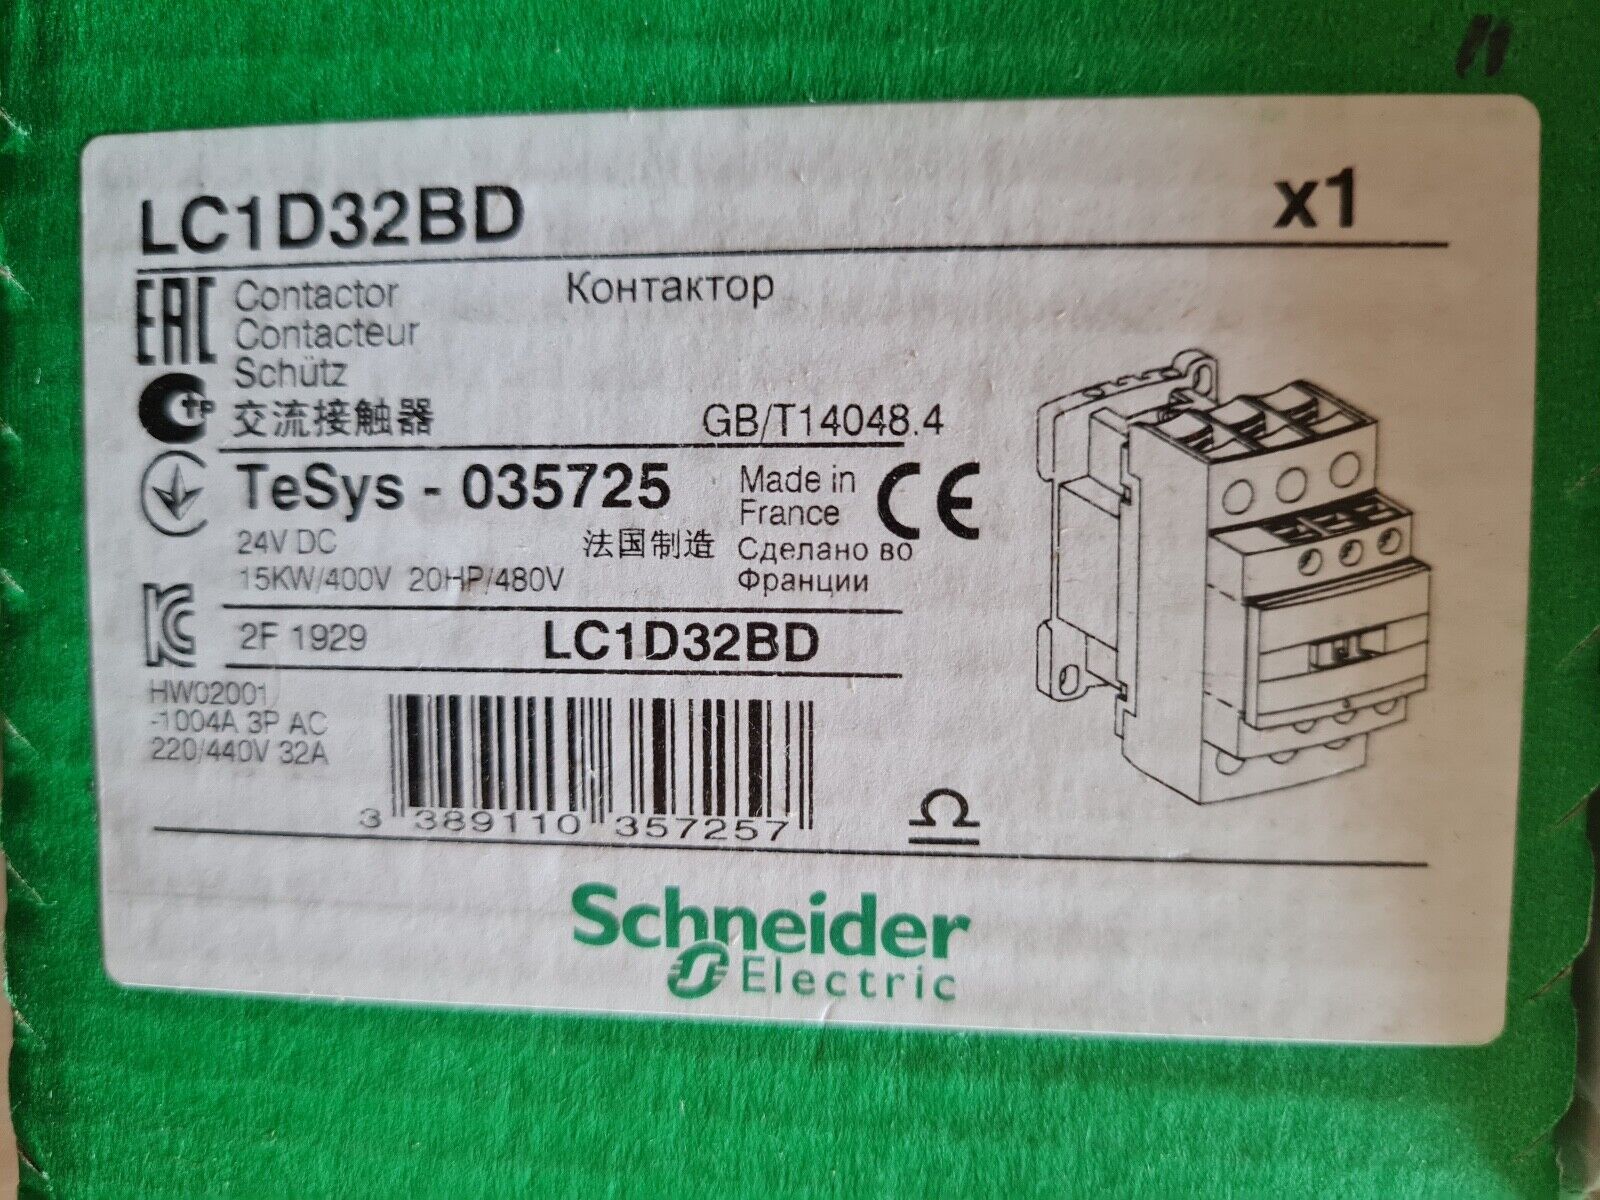 LC1D32BD x1
EAC Contactor Контактор
Contacteur
Schütz
交流接触器 GB/T14048.4
TeSys - 035725 Made in France CE
24V DC 法国制造 Сделано во Франции
15KW/400V 20HP/480V
2F 1929 LC1D32BD
HW02001
-1004A 3P AC
220/440V 32A
3 389110 357257
Schneider
Electric